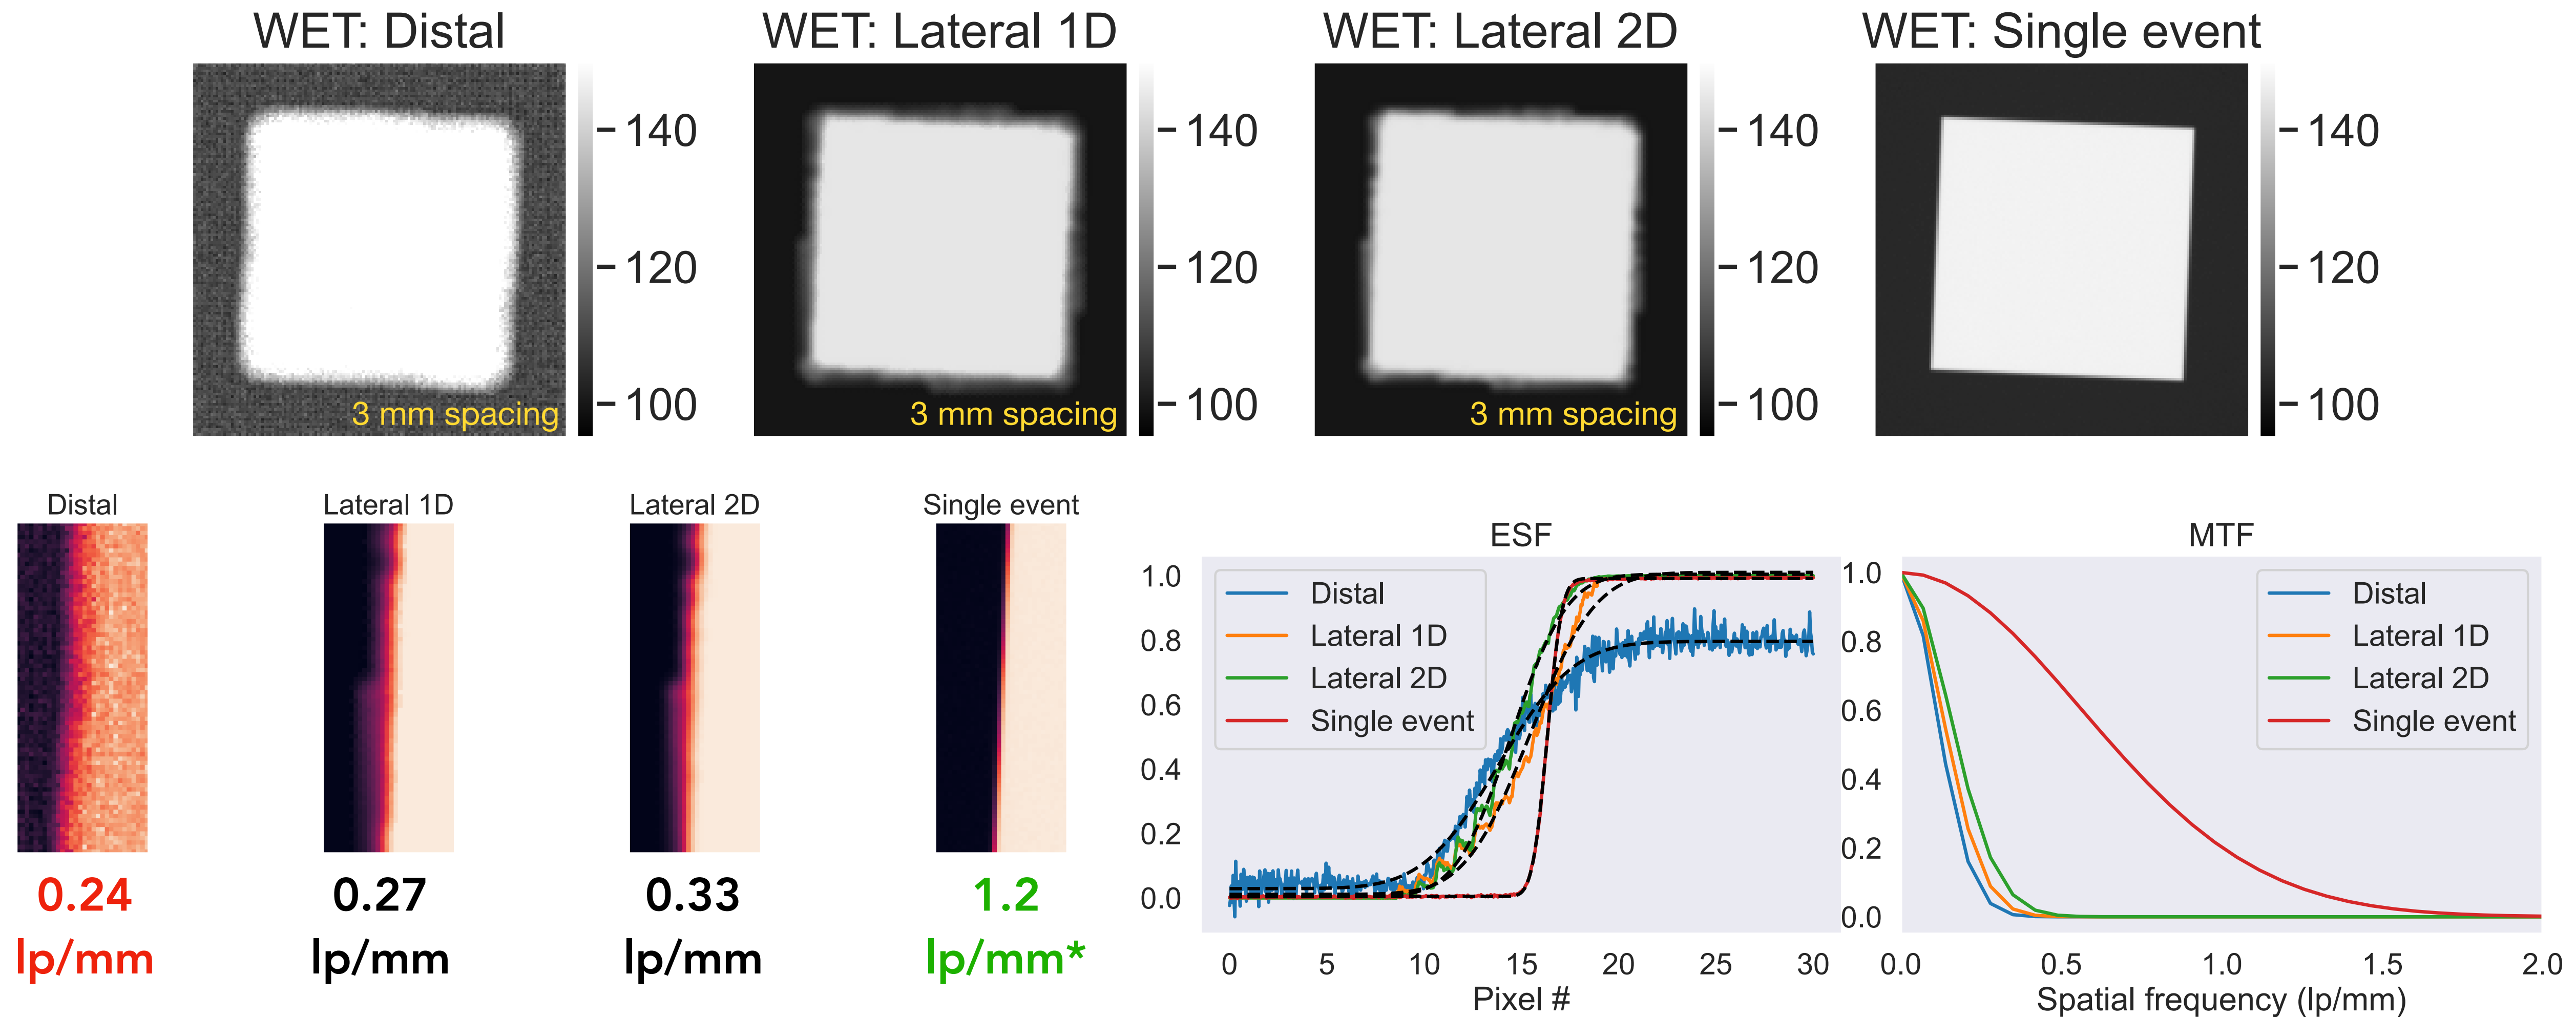 WET: Distal
WET: Lateral 1D
WET: Lateral 2D
WET: Single event
140
120
100
3 mm spacing
140
120
100
3 mm spacing
140
120
100
3 mm spacing
140
120
100
Distal
Lateral 1D
Lateral 2D
Single event
0.24
lp/mm
0.27
lp/mm
0.33
lp/mm
1.2
lp/mm*
ESF
1.0
0.8
0.6
0.4
0.2
0.0
Distal
Lateral 1D
Lateral 2D
Single event
0 5 10 15 20 25 30
Pixel #
MTF
1.0
0.8
0.6
0.4
0.2
0.0
Distal
Lateral 1D
Lateral 2D
Single event
0.0 0.5 1.0 1.5 2.0
Spatial frequency (lp/mm)